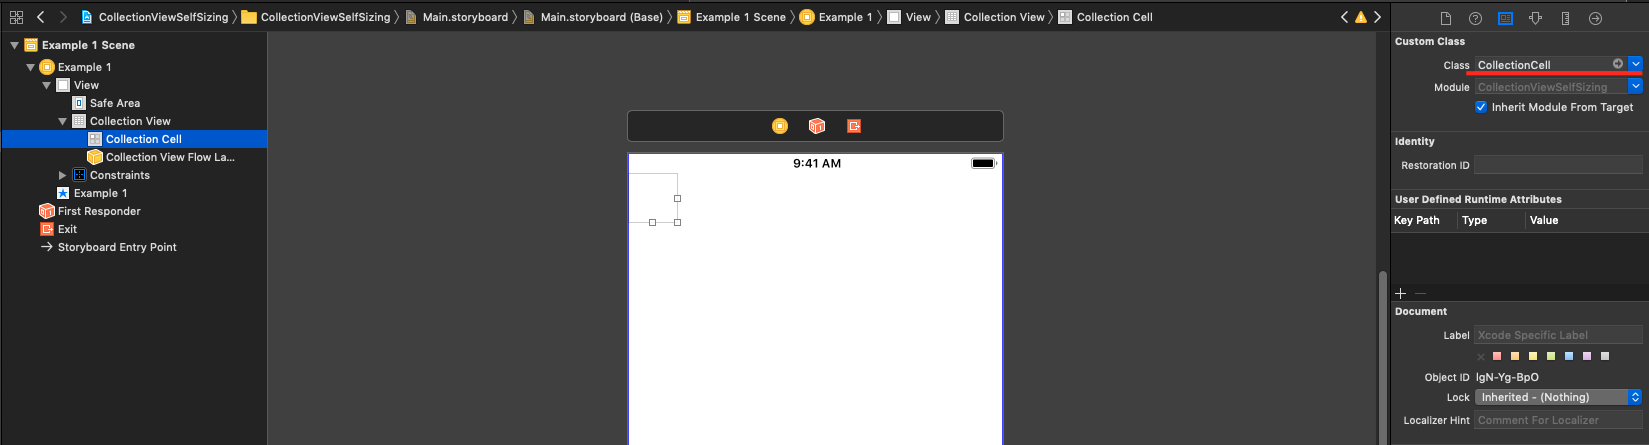 CollectionViewSelfSizing CollectionViewSelfSizing Main.storyboard Main.storyboard (Base) Example 1 Scene Example 1 View Collection View Collection Cell
Example 1 Scene
Example 1
View
Safe Area
Collection View
Collection Cell
Collection View Flow La...
Constraints
Example 1
First Responder
Exit
Storyboard Entry Point
9:41 AM
Custom Class
Class CollectionCell
Module CollectionViewSelfSizing
Inherit Module From Target
Identity
Restoration ID
User Defined Runtime Attributes
Key Path Type Value
Document
Label Xcode Specific Label
Object ID IgN-Yg-BpO
Lock Inherited - (Nothing)
Localizer Hint Comment For Localizer